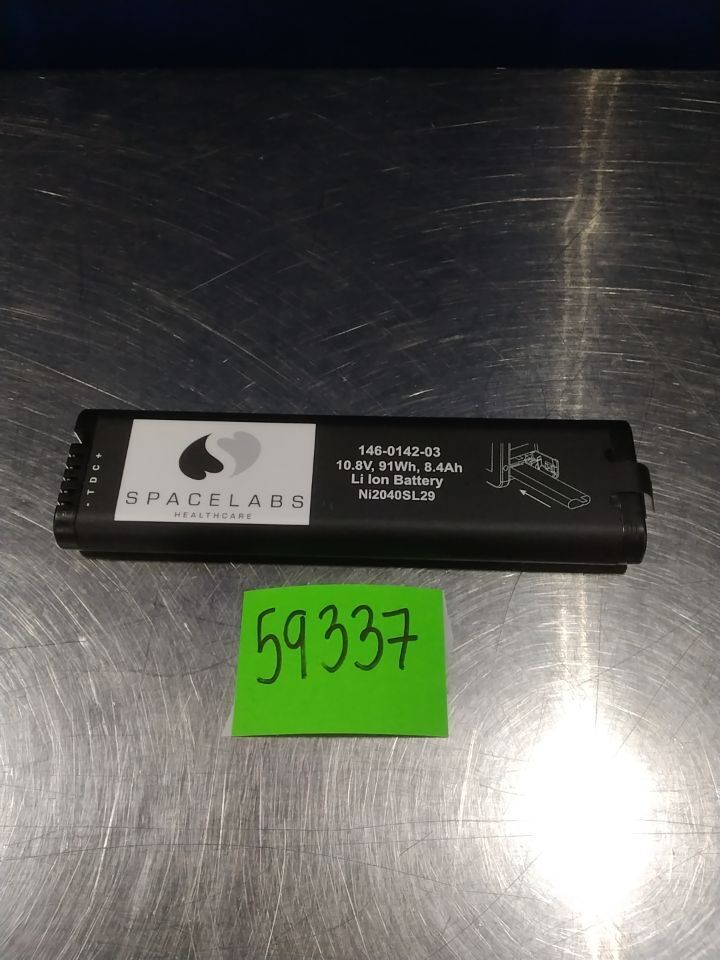 - T D C +
SPACELABS
HEALTHCARE
146-0142-03
10.8V, 91Wh, 8.4Ah
Li Ion Battery
Ni2040SL29
59337